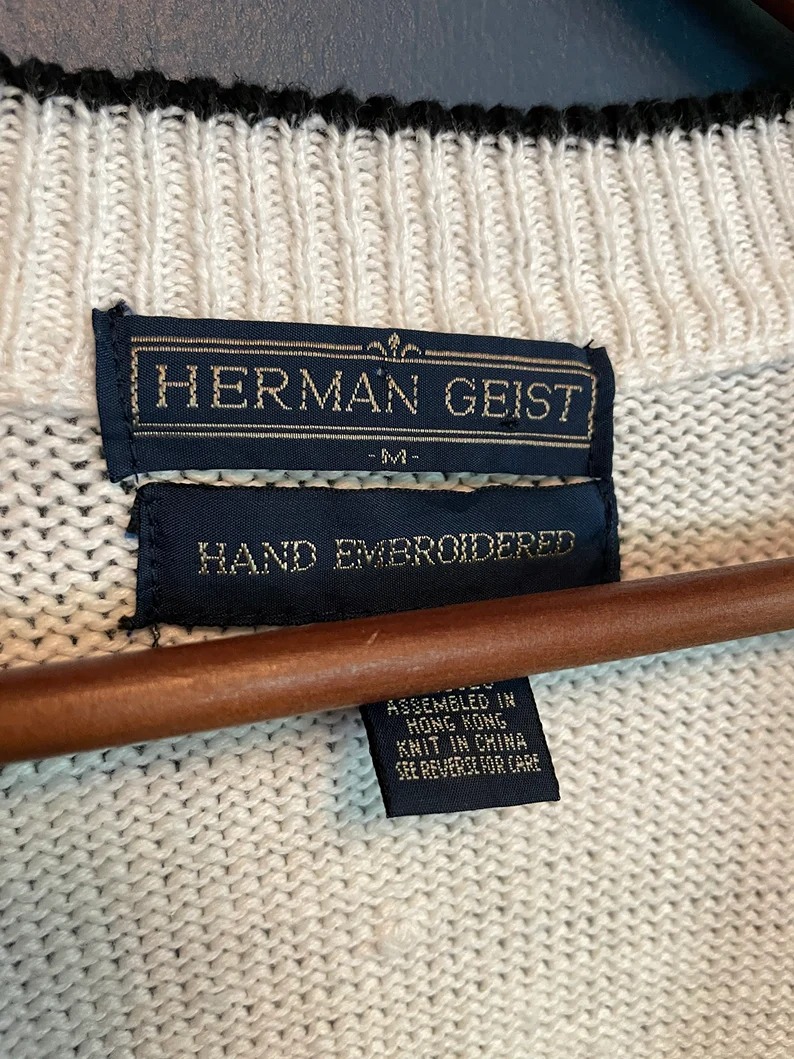 HERMAN GEIST
-M-
HAND EMBROIDERED
ASSEMBLED IN
HONG KONG
KNIT IN CHINA
SEE REVERSE FOR CARE